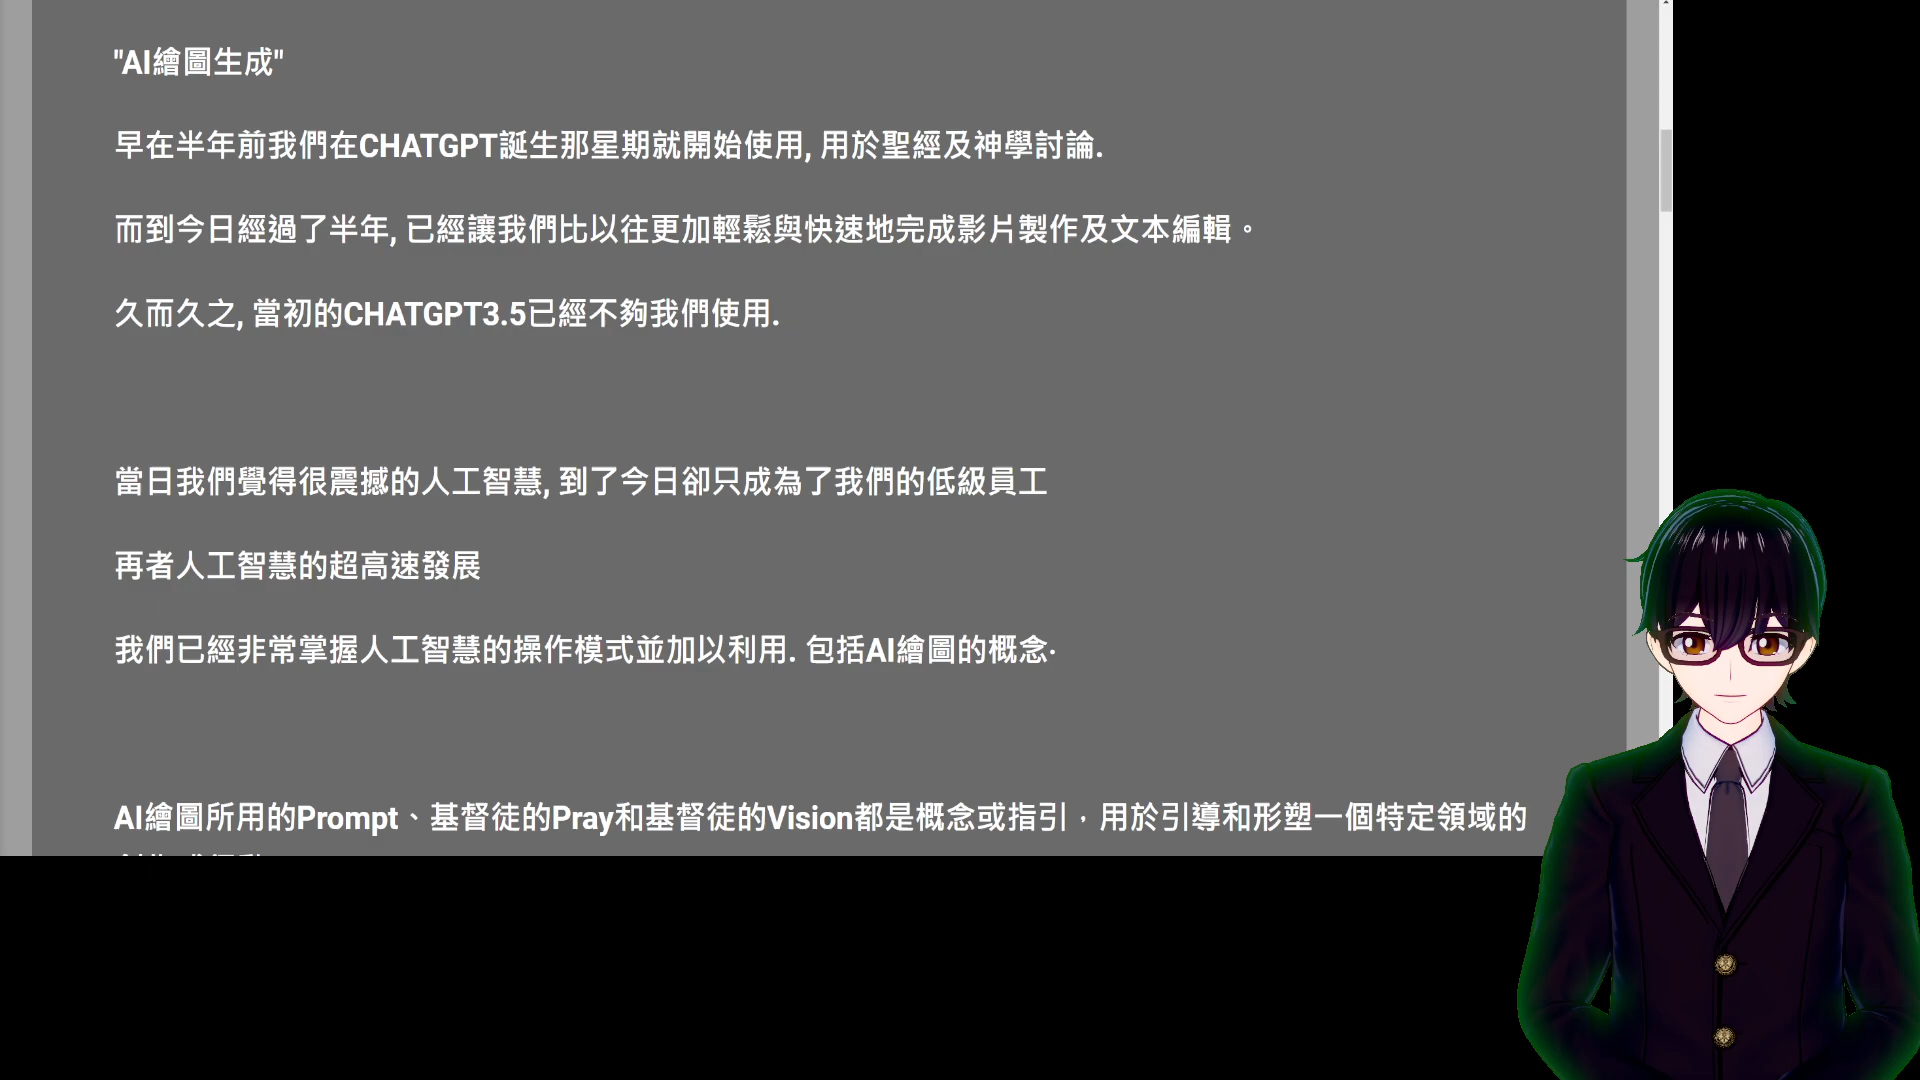 "AI繪圖生成"
早在半年前我們在CHATGPT誕生那星期就開始使用, 用於聖經及神學討論.
而到今日經過了半年, 已經讓我們比以往更加輕鬆與快速地完成影片製作及文本編輯。
久而久之, 當初的CHATGPT3.5已經不夠我們使用.
當日我們覺得很震撼的人工智慧, 到了今日卻只成為了我們的低級員工
再者人工智慧的超高速發展
我們已經非常掌握人工智慧的操作模式並加以利用. 包括AI繪圖的概念·
AI繪圖所用的Prompt、基督徒的Pray和基督徒的Vision都是概念或指引，用於引導和形塑一個特定領域的